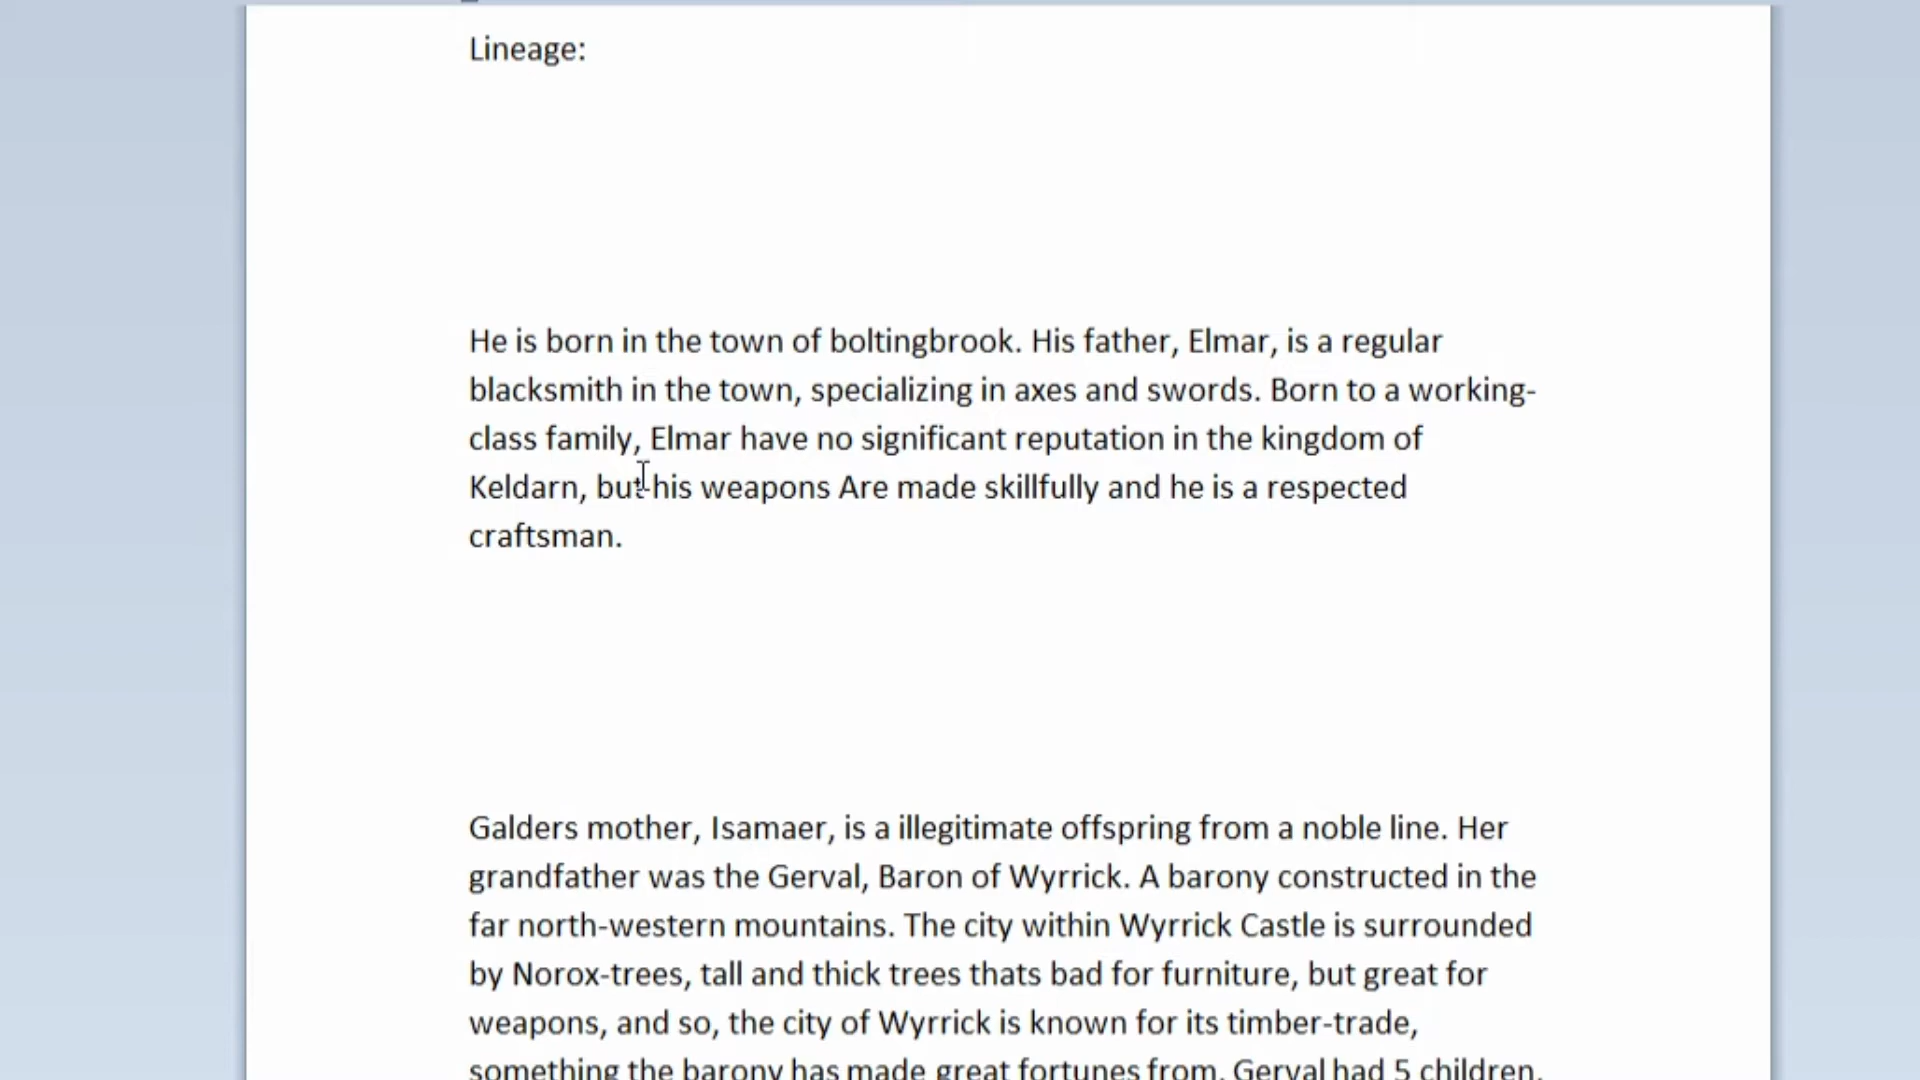 Lineage:
He is born in the town of boltingbrook. His father, Elmar, is a regular
blacksmith in the town, specializing in axes and swords. Born to a working-
class family, Elmar have no significant reputation in the kingdom of
Keldarn, but his weapons Are made skillfully and he is a respected
craftsman.
Galders mother, Isamaer, is a illegitimate offspring from a noble line. Her
grandfather was the Gerval, Baron of Wyrrick. A barony constructed in the
far north-western mountains. The city within Wyrrick Castle is surrounded
by Norox-trees, tall and thick trees thats bad for furniture, but great for
weapons, and so, the city of Wyrrick is known for its timber-trade,
something the barony has made great fortunes from. Gerval had 5 children,